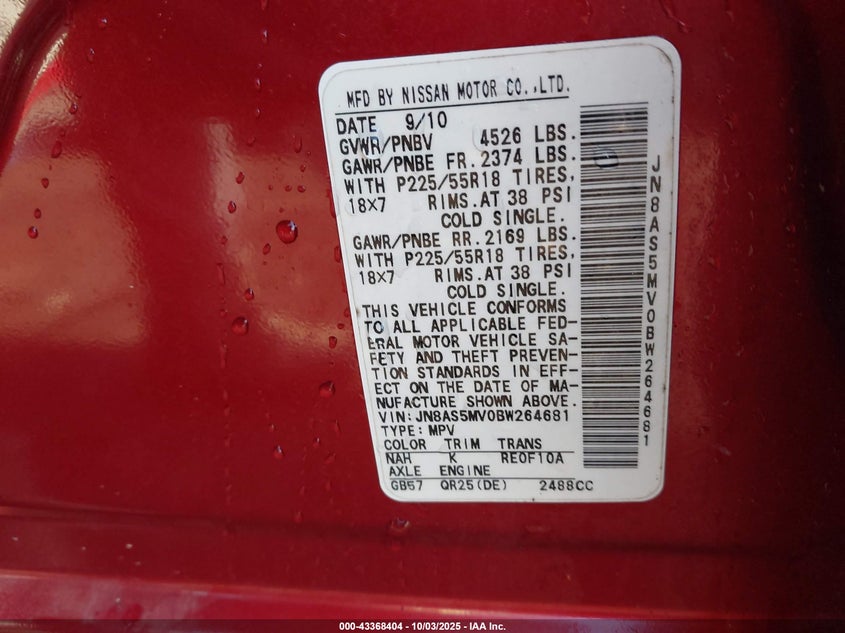 MFD BY NISSAN MOTOR CO.,LTD.
DATE 9/10
GVWR/PNBV 4526 LBS.
GAWR/PNBE FR. 2374 LBS.
WITH P225/55R18 TIRES,
18X7 RIMS. AT 38 PSI
COLD SINGLE.
GAWR/PNBE RR. 2169 LBS.
WITH P225/55R18 TIRES,
18X7 RIMS. AT 38 PSI
COLD SINGLE.
THIS VEHICLE CONFORMS
TO ALL APPLICABLE FED-
ERAL MOTOR VEHICLE SA-
FETY AND THEFT PREVEN-
TION STANDARDS IN EFF-
ECT ON THE DATE OF MA-
NUFACTURE SHOWN ABOVE.
VIN: JN8AS5MV0BW264681
TYPE: MPV
COLOR TRIM TRANS
NAH K RE0F10A
AXLE ENGINE
GB57 QR25(DE) 2488CC
JN8AS5MV0BW264681
000-43368404 - 10/03/2025 - IAA Inc.